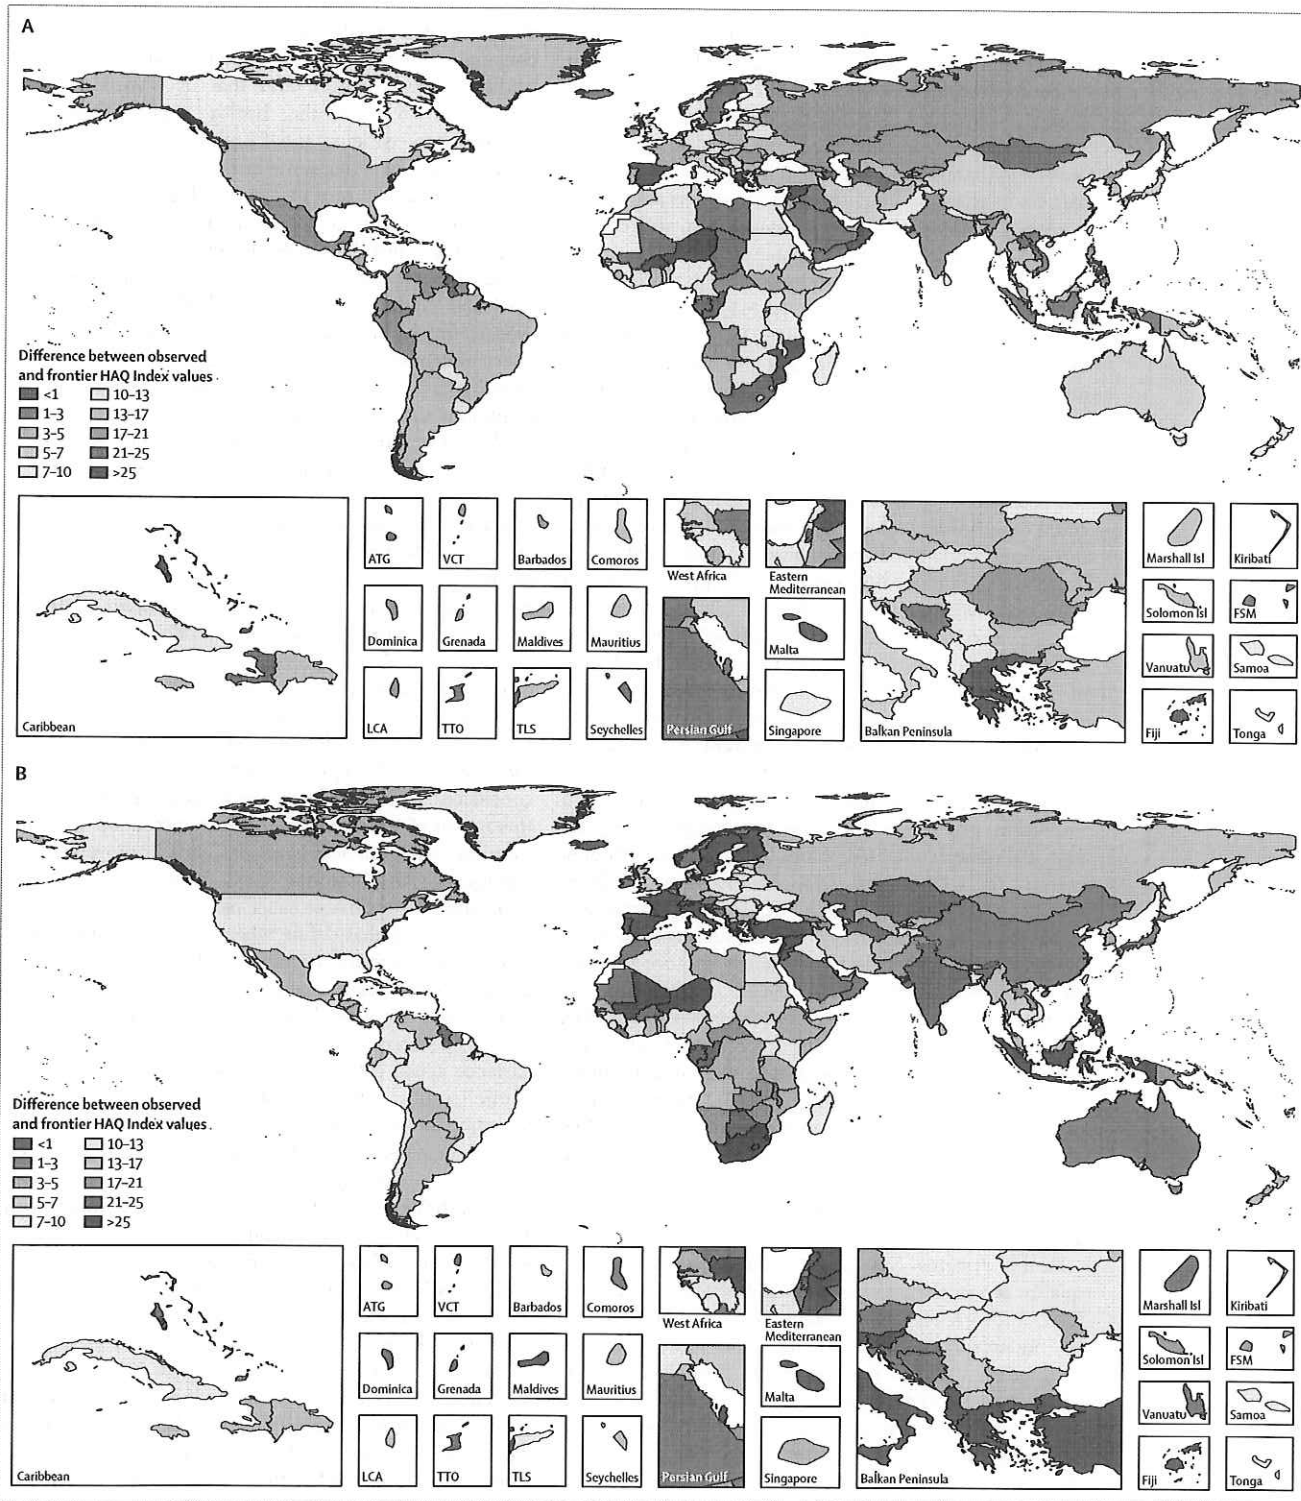 A
Difference between observed
and frontier HAQ Index values
<1 10–13
1–3 13–17
3–5 17–21
5–7 21–25
7–10 >25
Caribbean
ATG
VCT
Barbados
Comoros
West Africa
Eastern
Mediterranean
Dominica
Grenada
Maldives
Mauritius
Malta
LCA
TTO
TLS
Seychelles
Persian Gulf
Singapore
Balkan Peninsula
Marshall Isl
Kiribati
Solomon Isl
FSM
Vanuatu
Samoa
Fiji
Tonga
B
Difference between observed
and frontier HAQ Index values
<1 10–13
1–3 13–17
3–5 17–21
5–7 21–25
7–10 >25
Caribbean
ATG
VCT
Barbados
Comoros
West Africa
Eastern
Mediterranean
Dominica
Grenada
Maldives
Mauritius
Malta
LCA
TTO
TLS
Seychelles
Persian Gulf
Singapore
Balkan Peninsula
Marshall Isl
Kiribati
Solomon Isl
FSM
Vanuatu
Samoa
Fiji
Tonga